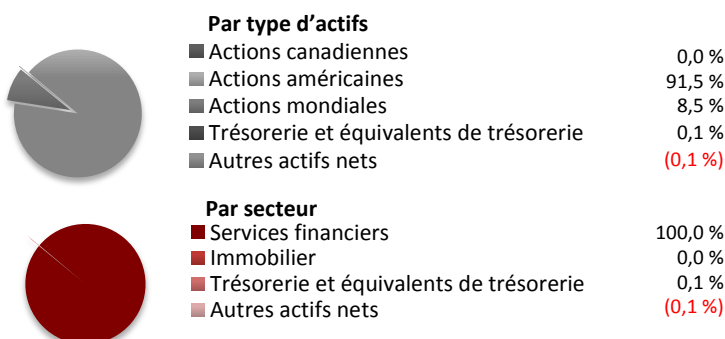 Par type d’actifs
Actions canadiennes 0,0 %
Actions américaines 91,5 %
Actions mondiales 8,5 %
Trésorerie et équivalents de trésorerie 0,1 %
Autres actifs nets (0,1 %)
Par secteur
Services financiers 100,0 %
Immobilier 0,0 %
Trésorerie et équivalents de trésorerie 0,1 %
Autres actifs nets (0,1 %)